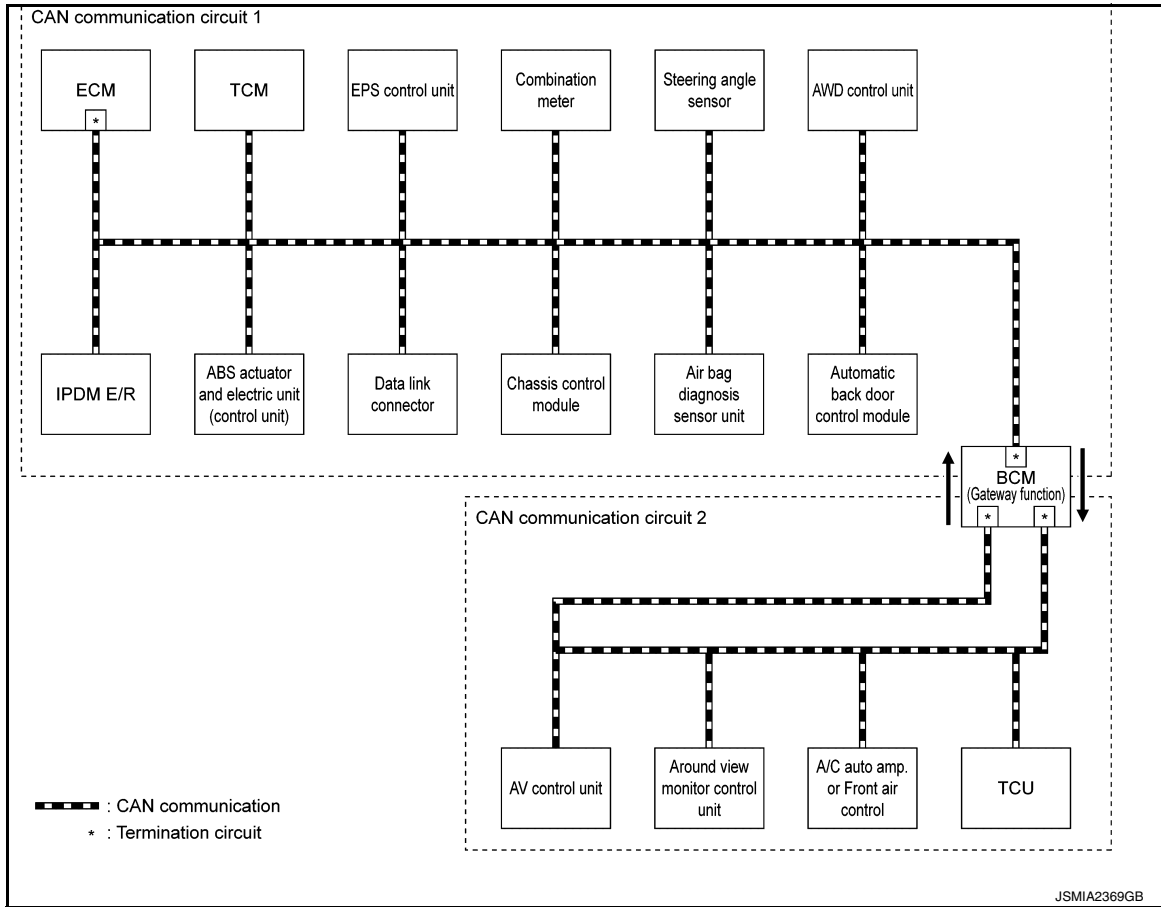 CAN communication circuit 1
ECM
*
TCM
EPS control unit
Combination
meter
Steering angle
sensor
AWD control unit
IPDM E/R
ABS actuator
and electric unit
(control unit)
Data link
connector
Chassis control
module
Air bag
diagnosis
sensor unit
Automatic
back door
control module
*
BCM
(Gateway function)
* *
CAN communication circuit 2
AV control unit
Around view
monitor control
unit
A/C auto amp.
or Front air
control
TCU
: CAN communication
* : Termination circuit
JSMIA2369GB